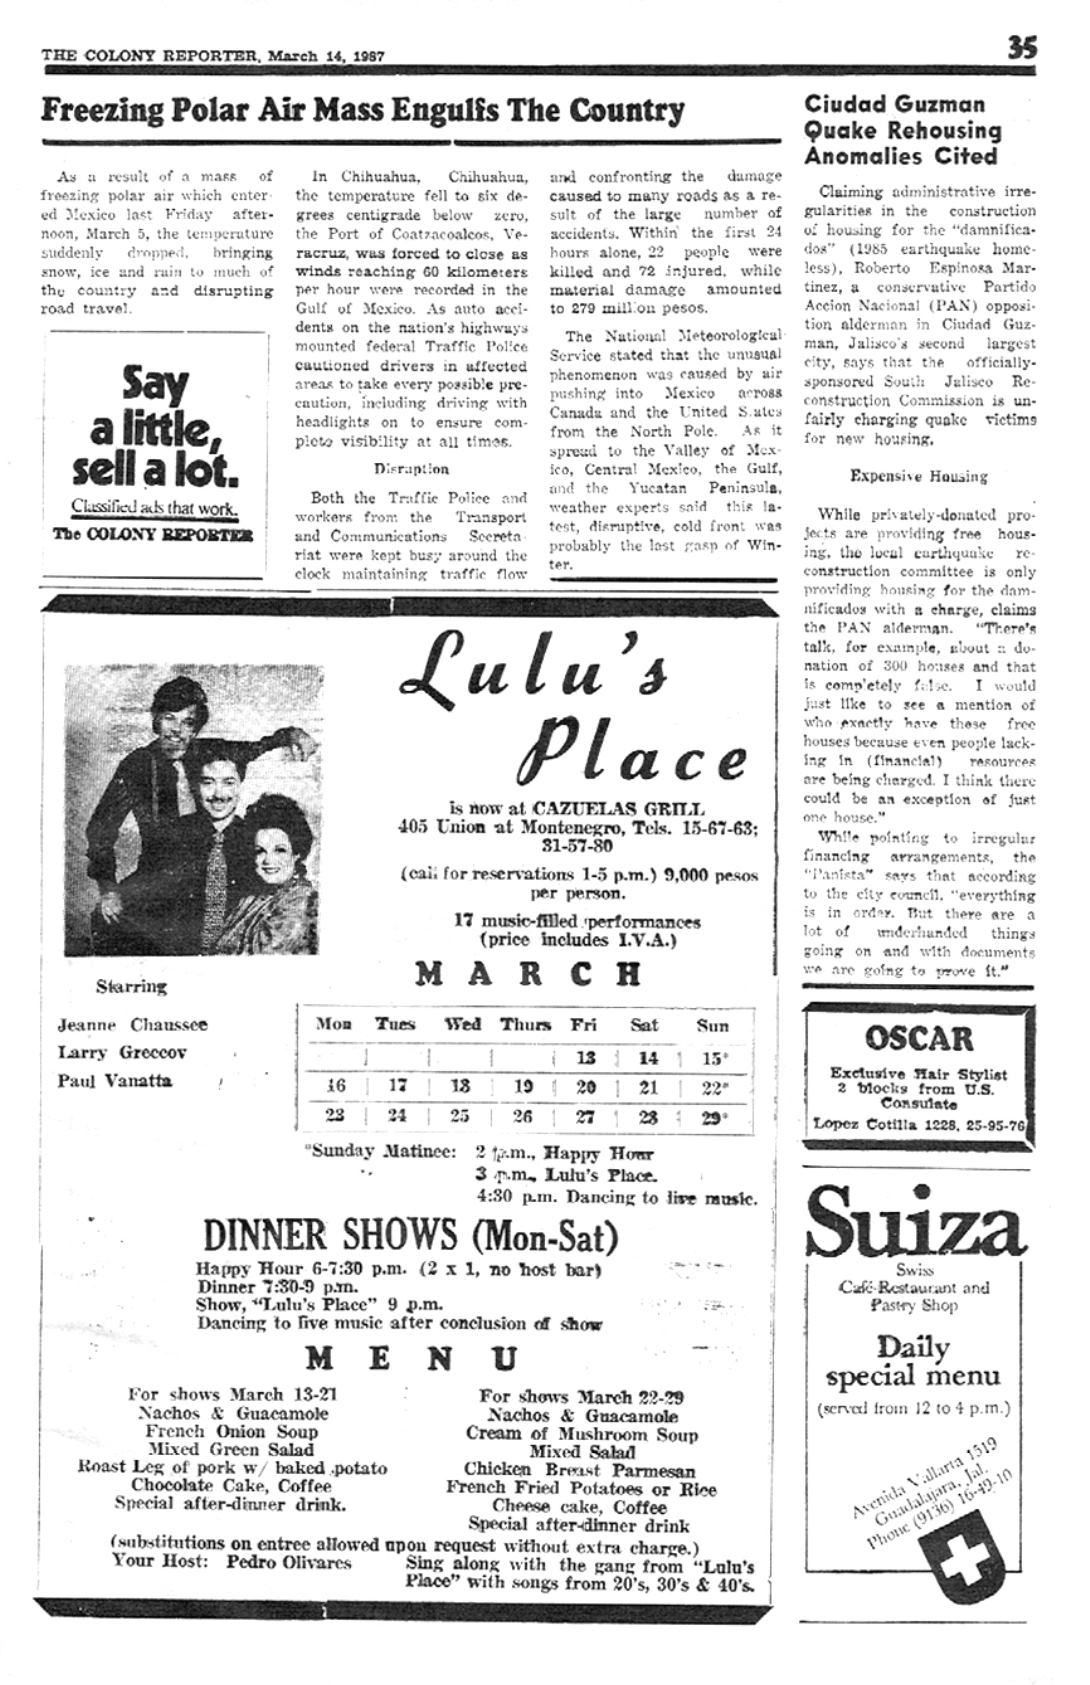 THE COLONY REPORTER, March 14, 1987
35
Freezing Polar Air Mass Engulfs The Country
As a result of a mass of
freezing polar air which enter-
ed Mexico last Friday after-
noon, March 5, the temperature
suddenly dropped, bringing
snow, ice and rain to much of
the country and disrupting
road travel.
Say
a little,
sell a lot.
Classified ads that work.
The COLONY REPORTER
In Chihuahua, Chihuahua,
the temperature fell to six de-
grees centigrade below zero,
the Port of Coatzacoalcos, Ve-
racruz, was forced to close as
winds reaching 60 kilometers
per hour were recorded in the
Gulf of Mexico. As auto acci-
dents on the nation's highways
mounted federal Traffic Police
cautioned drivers in affected
areas to take every possible pre-
caution, including driving with
headlights on to ensure com-
plete visibility at all times.
Disruption
Both the Traffic Police and
workers from the Transport
and Communications Secreta-
riat were kept busy around the
clock maintaining traffic flow
and confronting the damage
caused to many roads as a re-
sult of the large number of
accidents. Within the first 24
hours alone, 22 people were
killed and 72 injured, while
material damage amounted
to 279 million pesos.
The National Meteorological
Service stated that the unusual
phenomenon was caused by air
pushing into Mexico across
Canada and the United States
from the North Pole. As it
spread to the Valley of Mex-
ico, Central Mexico, the Gulf,
and the Yucatan Peninsula,
weather experts said this la-
test, disruptive, cold front was
probably the last gasp of Win-
ter.
Ciudad Guzman
Quake Rehousing
Anomalies Cited
Claiming administrative irre-
gularities in the construction
of housing for the "damnifica-
dos" (1985 earthquake home-
less), Roberto Espinosa Mar-
tinez, a conservative Partido
Accion Nacional (PAN) opposi-
tion alderman in Ciudad Guz-
man, Jalisco's second largest
city, says that the officially-
sponsored South Jalisco Re-
construction Commission is un-
fairly charging quake victims
for new housing.
Expensive Housing
While privately-donated pro-
jects are providing free hous-
ing, the local earthquake re-
construction committee is only
providing housing for the dam-
nificados with a charge, claims
the PAN alderman. "There's
talk, for example, about a do-
nation of 300 houses and that
is completely false. I would
just like to see a mention of
who exactly have these free
houses because even people lack-
ing in (financial) resources
are being charged. I think there
could be an exception of just
one house."
While pointing to irregular
financing arrangements, the
"Panista" says that according
to the city council, "everything
is in order. But there are a
lot of underhanded things
going on and with documents
we are going to prove it."
Lulu's
Place
is now at CAZUELAS GRILL
405 Union at Montenegro, Tels. 15-67-63;
31-57-80
(call for reservations 1-5 p.m.) 9,000 pesos
per person.
17 music-filled performances
(price includes I.V.A.)
MARCH
Starring
Jeanne Chaussee
Larry Greccov
Paul Vanatta
Mon Tues Wed Thurs Fri Sat Sun
13 14 15*
16 17 18 19 20 21 22*
23 24 25 26 27 28 29*
*Sunday Matinee: 2 p.m., Happy Hour
3 p.m., Lulu's Place.
4:30 p.m. Dancing to live music.
DINNER SHOWS (Mon-Sat)
Happy Hour 6-7:30 p.m. (2 x 1, no host bar)
Dinner 7:30-9 p.m.
Show, "Lulu's Place" 9 p.m.
Dancing to live music after conclusion of show
MENU
For shows March 13-21
Nachos & Guacamole
French Onion Soup
Mixed Green Salad
Roast Leg of pork w/ baked potato
Chocolate Cake, Coffee
Special after-dinner drink.
For shows March 22-29
Nachos & Guacamole
Cream of Mushroom Soup
Mixed Salad
Chicken Breast Parmesan
French Fried Potatoes or Rice
Cheese cake, Coffee
Special after-dinner drink
(substitutions on entree allowed upon request without extra charge.)
Your Host: Pedro Olivares
Sing along with the gang from "Lulu's
Place" with songs from 20's, 30's & 40's.
OSCAR
Exclusive Hair Stylist
2 blocks from U.S.
Consulate
Lopez Cotilla 1228, 25-95-76
Suiza
Swiss
Café-Restaurant and
Pastry Shop
Daily
special menu
(served from 12 to 4 p.m.)
Avenida Vallarta 1519
Guadalajara, Jal.
Phone (9136) 16-49-10